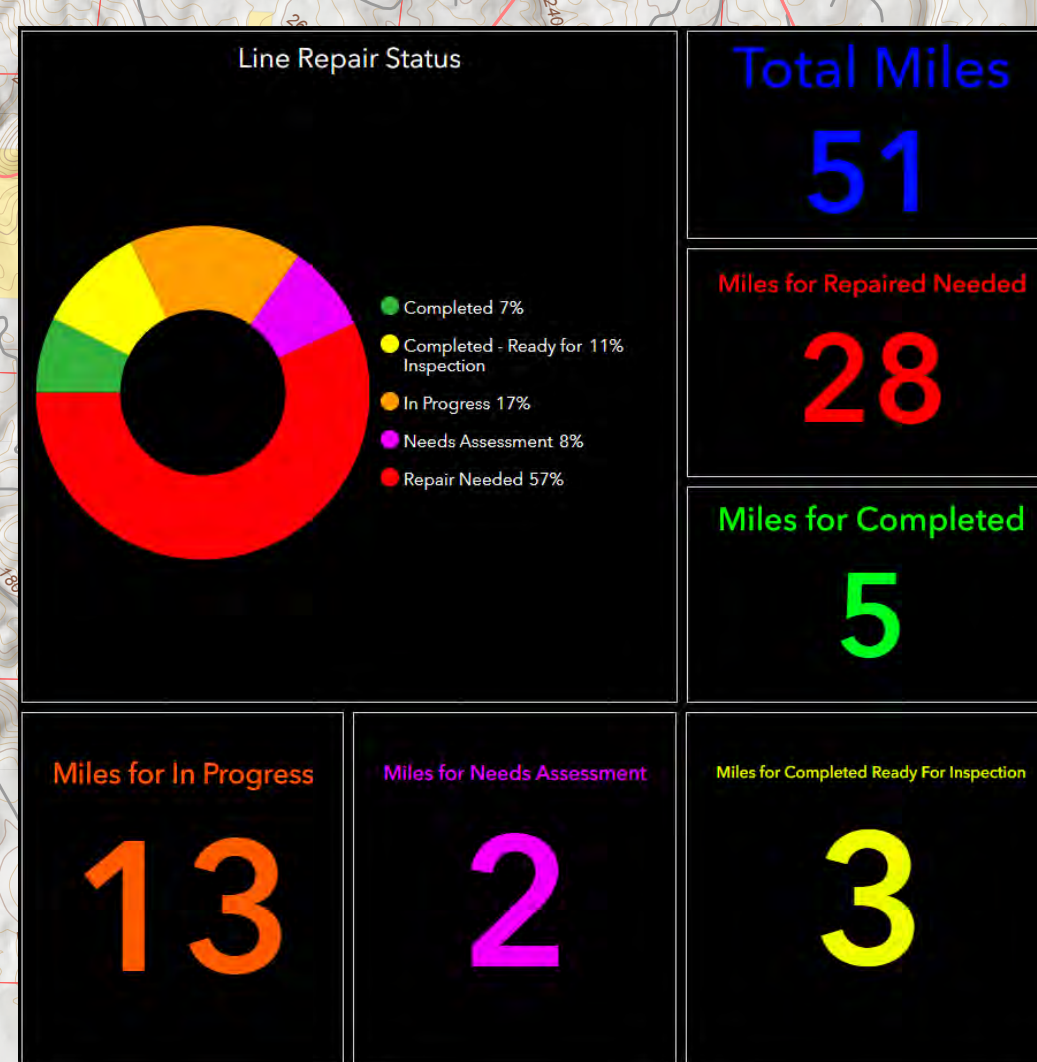 Line Repair Status
Completed 7%
Completed - Ready for 11%
Inspection
In Progress 17%
Needs Assessment 8%
Repair Needed 57%
Total Miles
51
Miles for Repaired Needed
28
Miles for Completed
5
Miles for In Progress
13
Miles for Needs Assessment
2
Miles for Completed Ready For Inspection
3
240